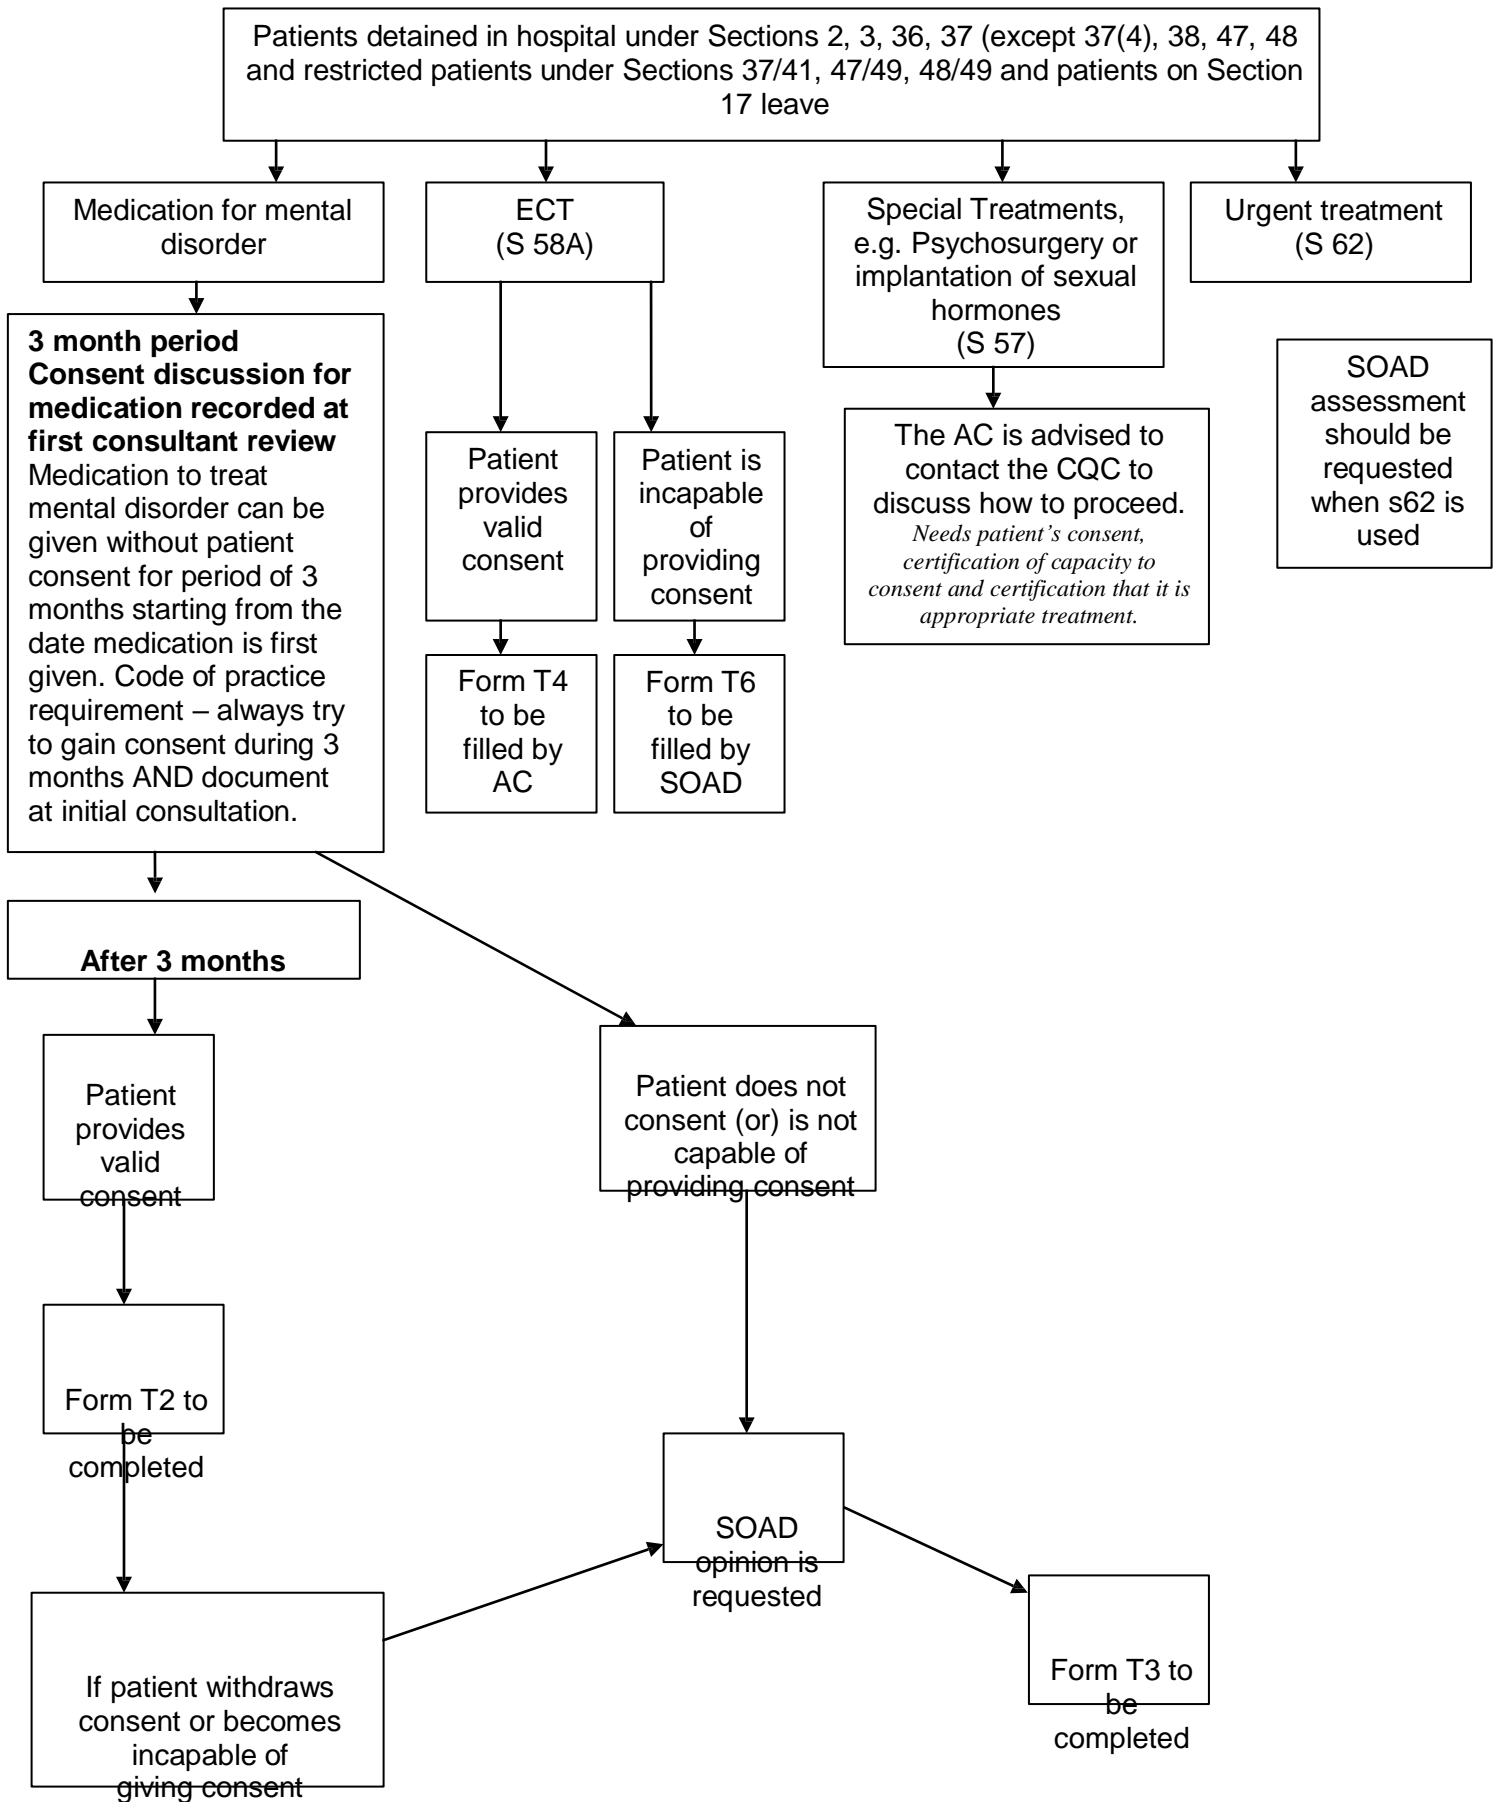 Patients detained in hospital under Sections 2, 3, 36, 37 (except 37(4), 38, 47, 48
and restricted patients under Sections 37/41, 47/49, 48/49 and patients on Section
17 leave
Medication for mental
disorder
ECT
(S 58A)
Special Treatments,
e.g. Psychosurgery or
implantation of sexual
hormones
(S 57)
Urgent treatment
(S 62)
3 month period
Consent discussion for
medication recorded at
first consultant review
Medication to treat
mental disorder can be
given without patient
consent for period of 3
months starting from the
date medication is first
given. Code of practice
requirement – always try
to gain consent during 3
months AND document
at initial consultation.
Patient
provides
valid
consent
Patient is
incapable
of
providing
consent
The AC is advised to
contact the CQC to
discuss how to proceed.
Needs patient’s consent,
certification of capacity to
consent and certification that it is
appropriate treatment.
SOAD
assessment
should be
requested
when s62 is
used
Form T4
to be
filled by
AC
Form T6
to be
filled by
SOAD
After 3 months
Patient
provides
valid
consent
Patient does not
consent (or) is not
capable of
providing consent
Form T2 to
be
completed
SOAD
opinion is
requested
Form T3 to
be
completed
If patient withdraws
consent or becomes
incapable of
giving consent